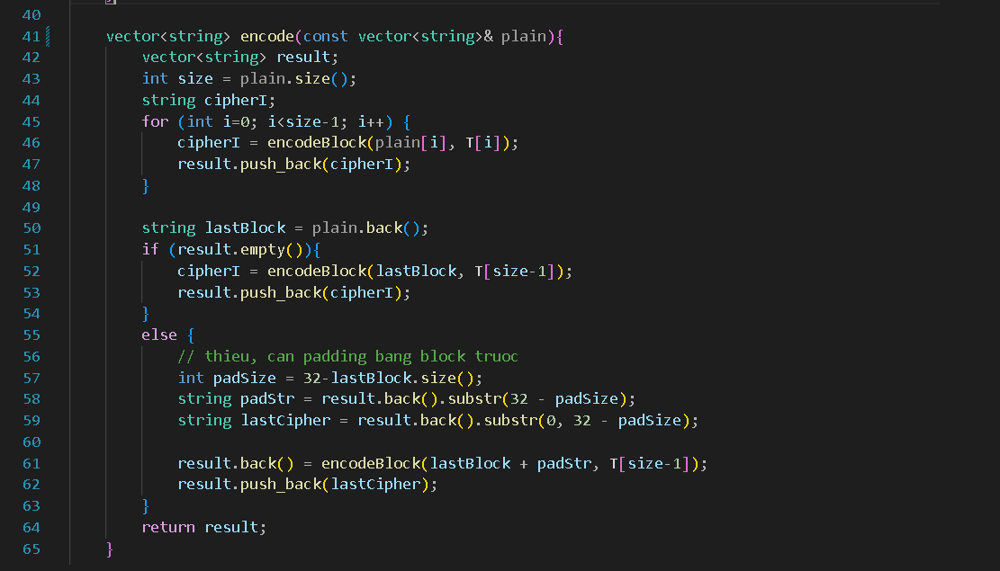 40
41 vector<string> encode(const vector<string>& plain){
42 vector<string> result;
43 int size = plain.size();
44 string cipherI;
45 for (int i=0; i<size-1; i++) {
46 cipherI = encodeBlock(plain[i], T[i]);
47 result.push_back(cipherI);
48 }
49
50 string lastBlock = plain.back();
51 if (result.empty()){
52 cipherI = encodeBlock(lastBlock, T[size-1]);
53 result.push_back(cipherI);
54 }
55 else {
56 // thieu, can padding bang block truoc
57 int padSize = 32-lastBlock.size();
58 string padStr = result.back().substr(32 - padSize);
59 string lastCipher = result.back().substr(0, 32 - padSize);
60
61 result.back() = encodeBlock(lastBlock + padStr, T[size-1]);
62 result.push_back(lastCipher);
63 }
64 return result;
65 }